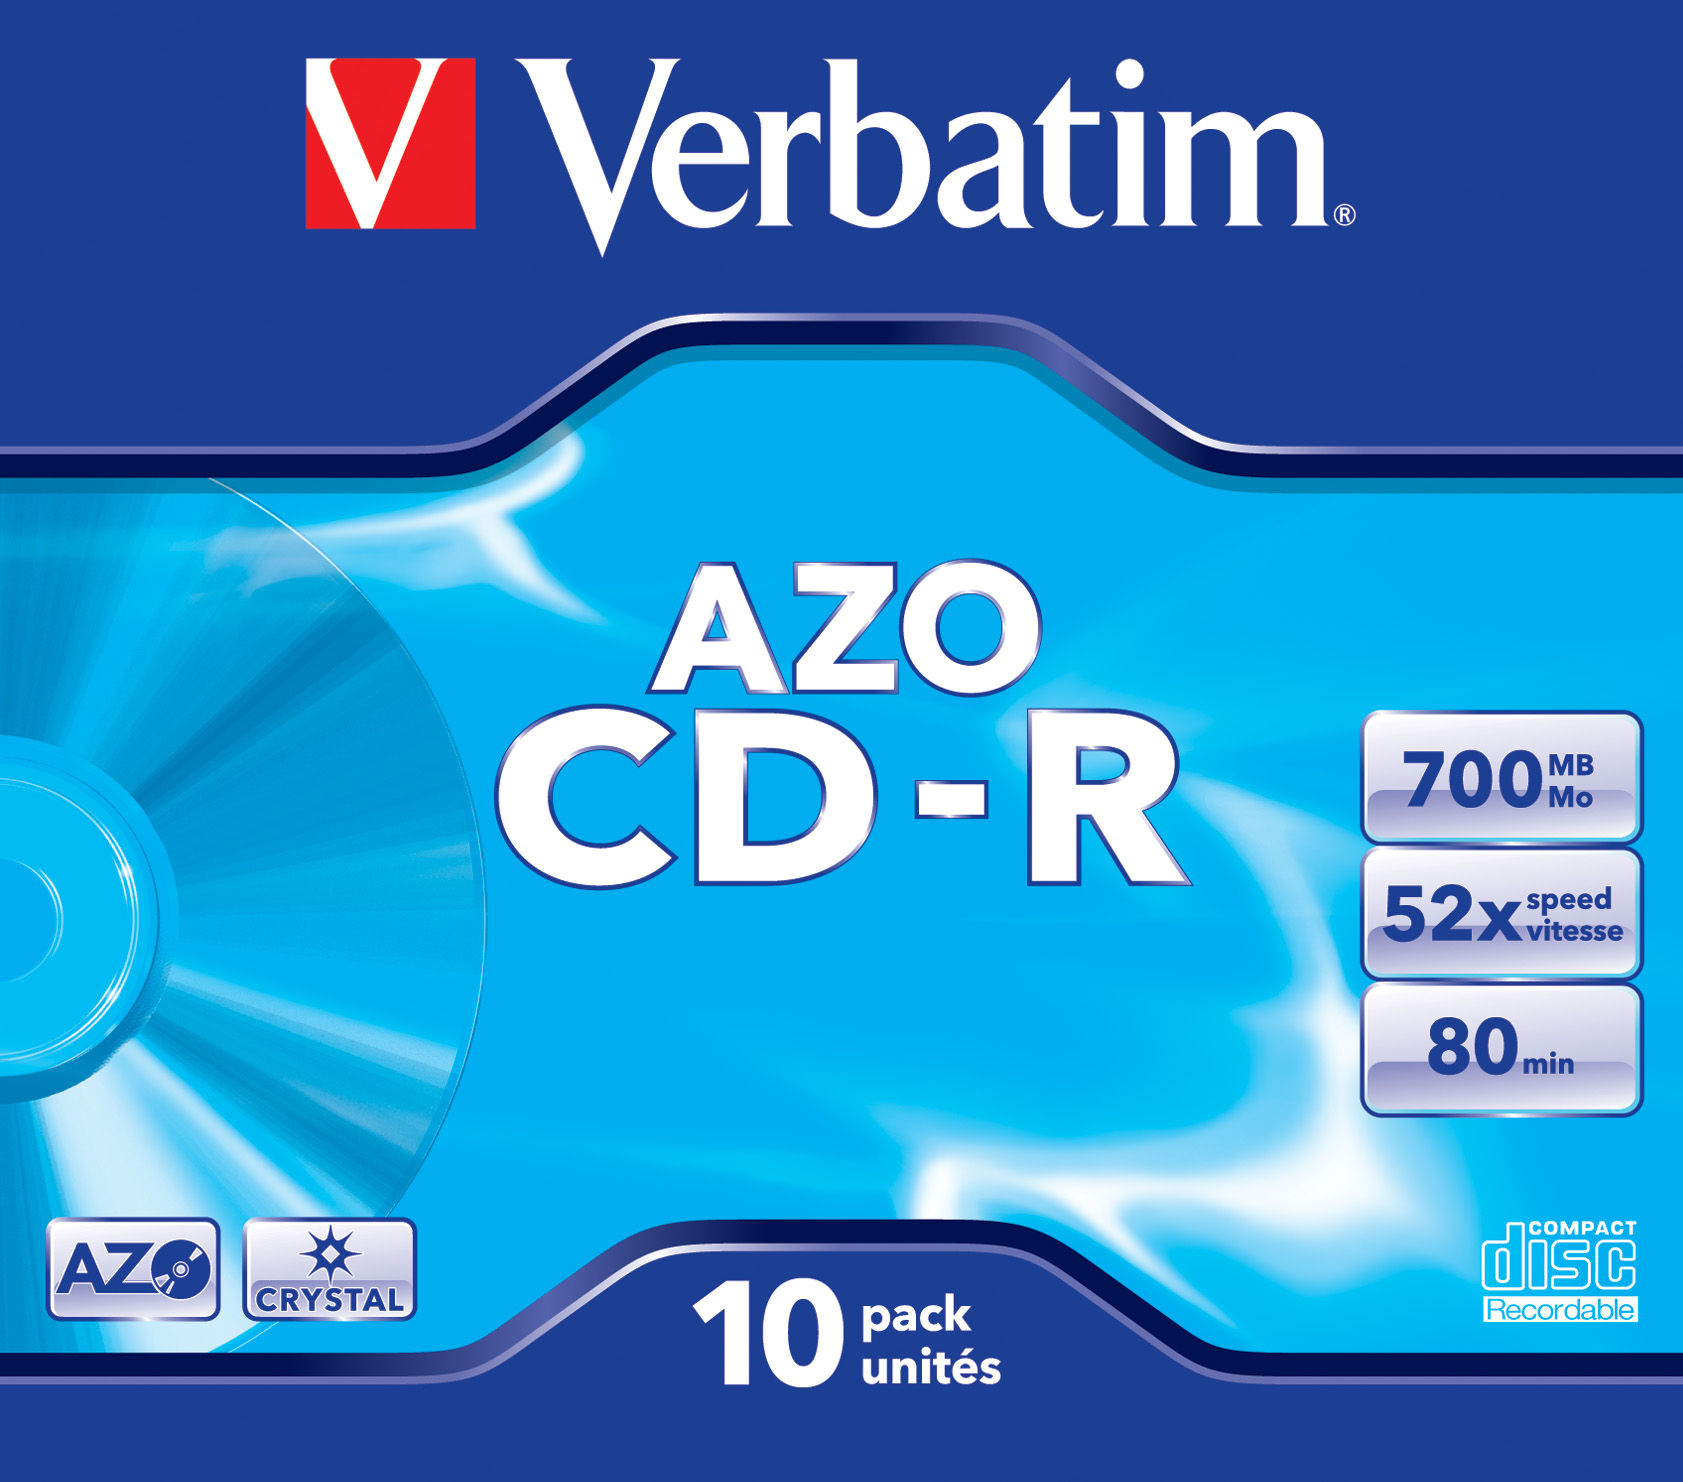 V Verbatim®
AZO
CD-R
700 MB
Mo
52x speed
vitesse
80 min
AZO
CRYSTAL
10 pack
unités
COMPACT
disc
Recordable